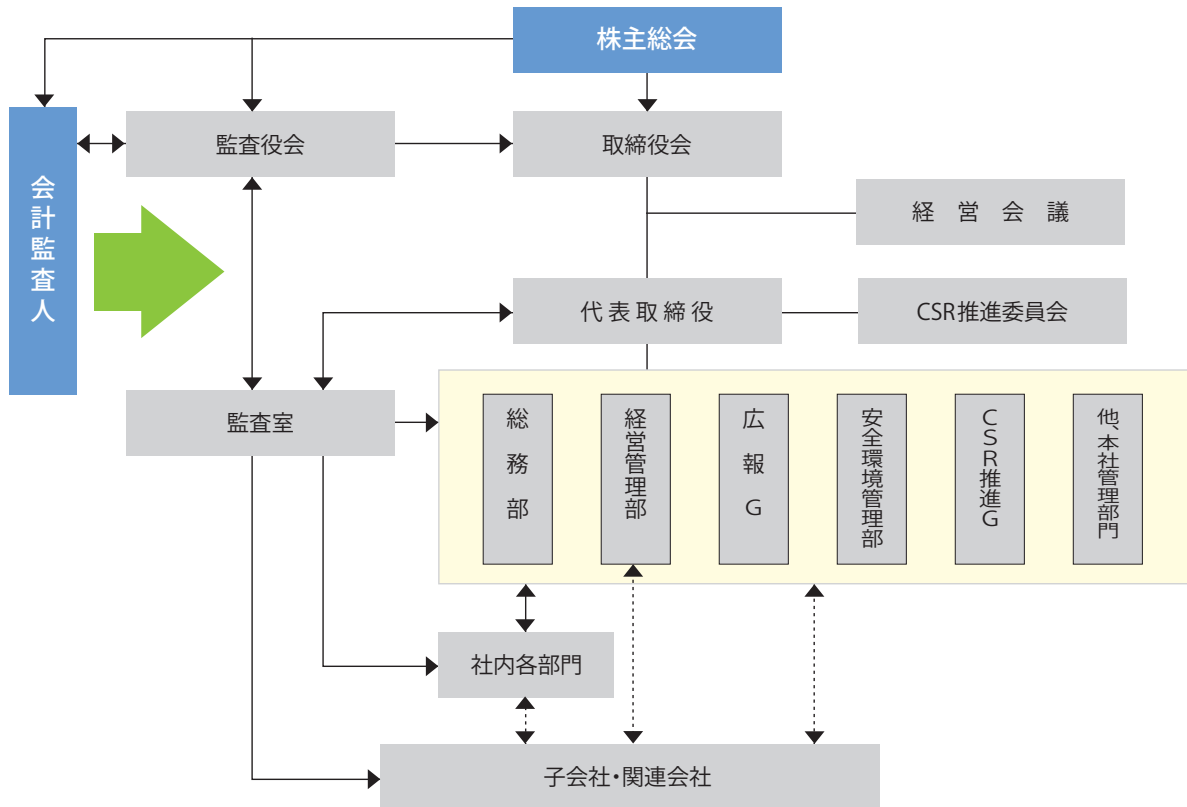 株主総会
会計監査人
監査役会
取締役会
経営会議
代表取締役
CSR推進委員会
監査室
総務部
経営管理部
広報G
安全環境管理部
CSR推進G
他、本社管理部門
社内各部門
子会社・関連会社